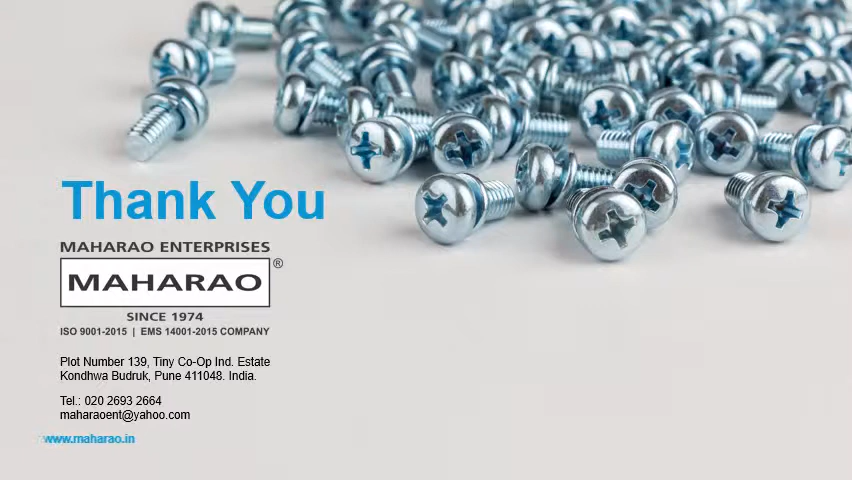 Thank You
MAHARAO ENTERPRISES
MAHARAO®
SINCE 1974
ISO 9001-2015 | EMS 14001-2015 COMPANY
Plot Number 139, Tiny Co-Op Ind. Estate
Kondhwa Budruk, Pune 411048. India.
Tel.: 020 2693 2664
maharaoent@yahoo.com
www.maharao.in